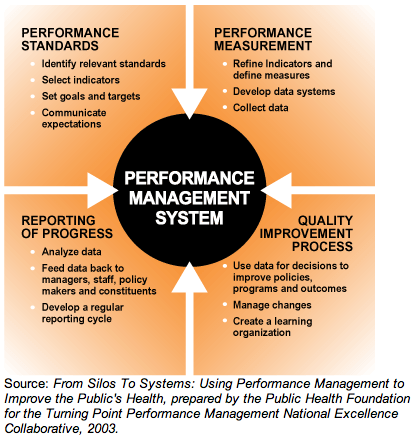 PERFORMANCE
STANDARDS
• Identify relevant standards
• Select indicators
• Set goals and targets
• Communicate
expectations
PERFORMANCE
MEASUREMENT
• Refine Indicators and
define measures
• Develop data systems
• Collect data
PERFORMANCE
MANAGEMENT
SYSTEM
REPORTING
OF PROGRESS
• Analyze data
• Feed data back to
managers, staff, policy
makers and constituents
• Develop a regular
reporting cycle
QUALITY
IMPROVEMENT
PROCESS
• Use data for decisions to
improve policies,
programs and outcomes
• Manage changes
• Create a learning
organization
Source: From Silos To Systems: Using Performance Management to
Improve the Public's Health, prepared by the Public Health Foundation
for the Turning Point Performance Management National Excellence
Collaborative, 2003.